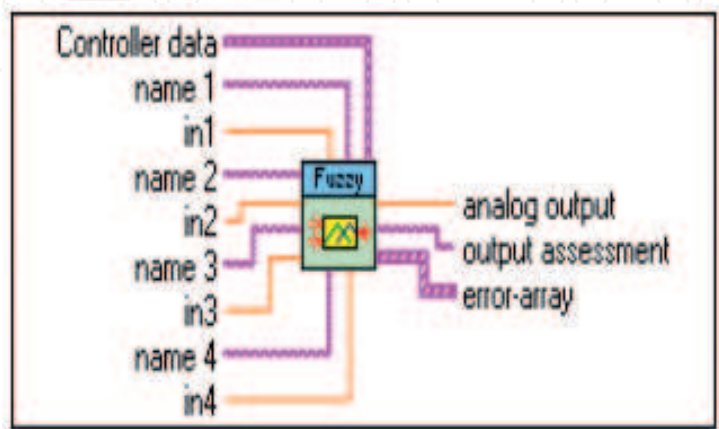 Controller data
name 1
in1
name 2
Fuzzy
in2
analog output
name 3
output assessment
in3
error-array
name 4
in4